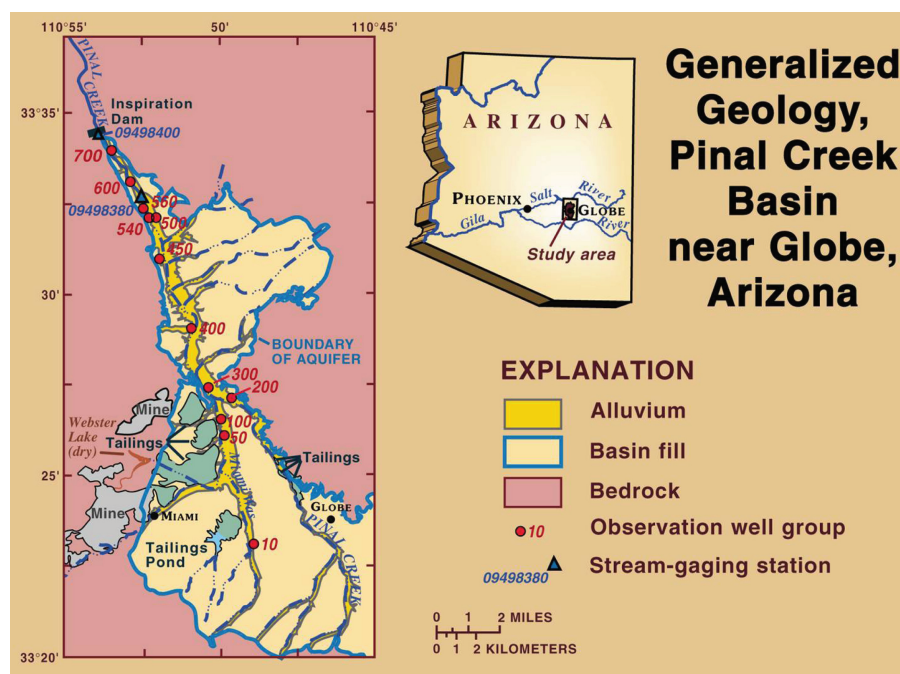 110°55'
50'
110°45'
PINAL CREEK
33°35'
Inspiration
Dam
09498400
700
600
560
09498380
540
500
450
30'
400
BOUNDARY
OF AQUIFER
300
200
Mine
Webster
Lake
(dry)
Tailings
100
50
Tailings
25'
Mine
MIAMI
GLOBE
Tailings
Pond
10
PINAL CREEK
33°20'
ARIZONA
PHOENIX
Salt
River
Gila
River
GLOBE
Study area
Generalized
Geology,
Pinal Creek
Basin
near Globe,
Arizona
EXPLANATION
Alluvium
Basin fill
Bedrock
10
Observation well group
09498380
Stream-gaging station
0 1 2 MILES
0 1 2 KILOMETERS